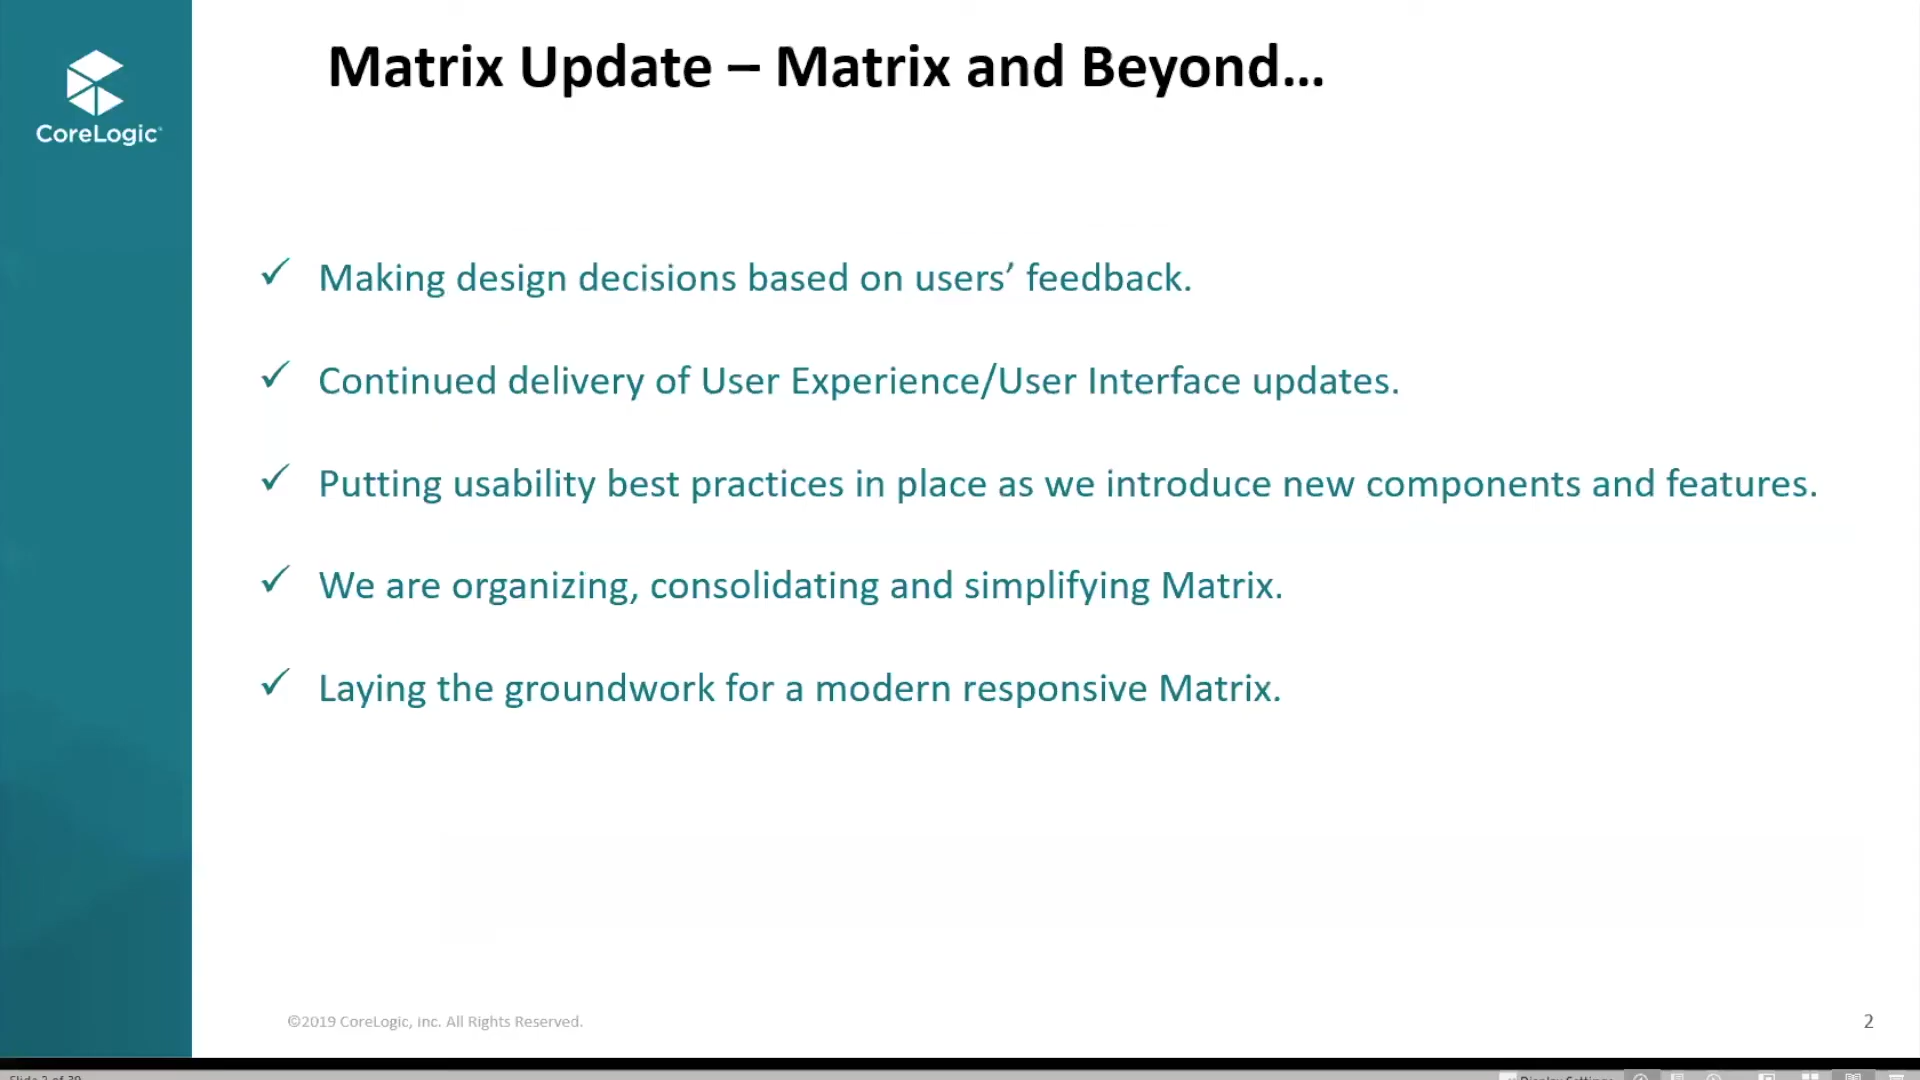 CoreLogic
Matrix Update – Matrix and Beyond...
✓ Making design decisions based on users’ feedback.
✓ Continued delivery of User Experience/User Interface updates.
✓ Putting usability best practices in place as we introduce new components and features.
✓ We are organizing, consolidating and simplifying Matrix.
✓ Laying the groundwork for a modern responsive Matrix.
©2019 CoreLogic, Inc. All Rights Reserved.
2
Display Settings